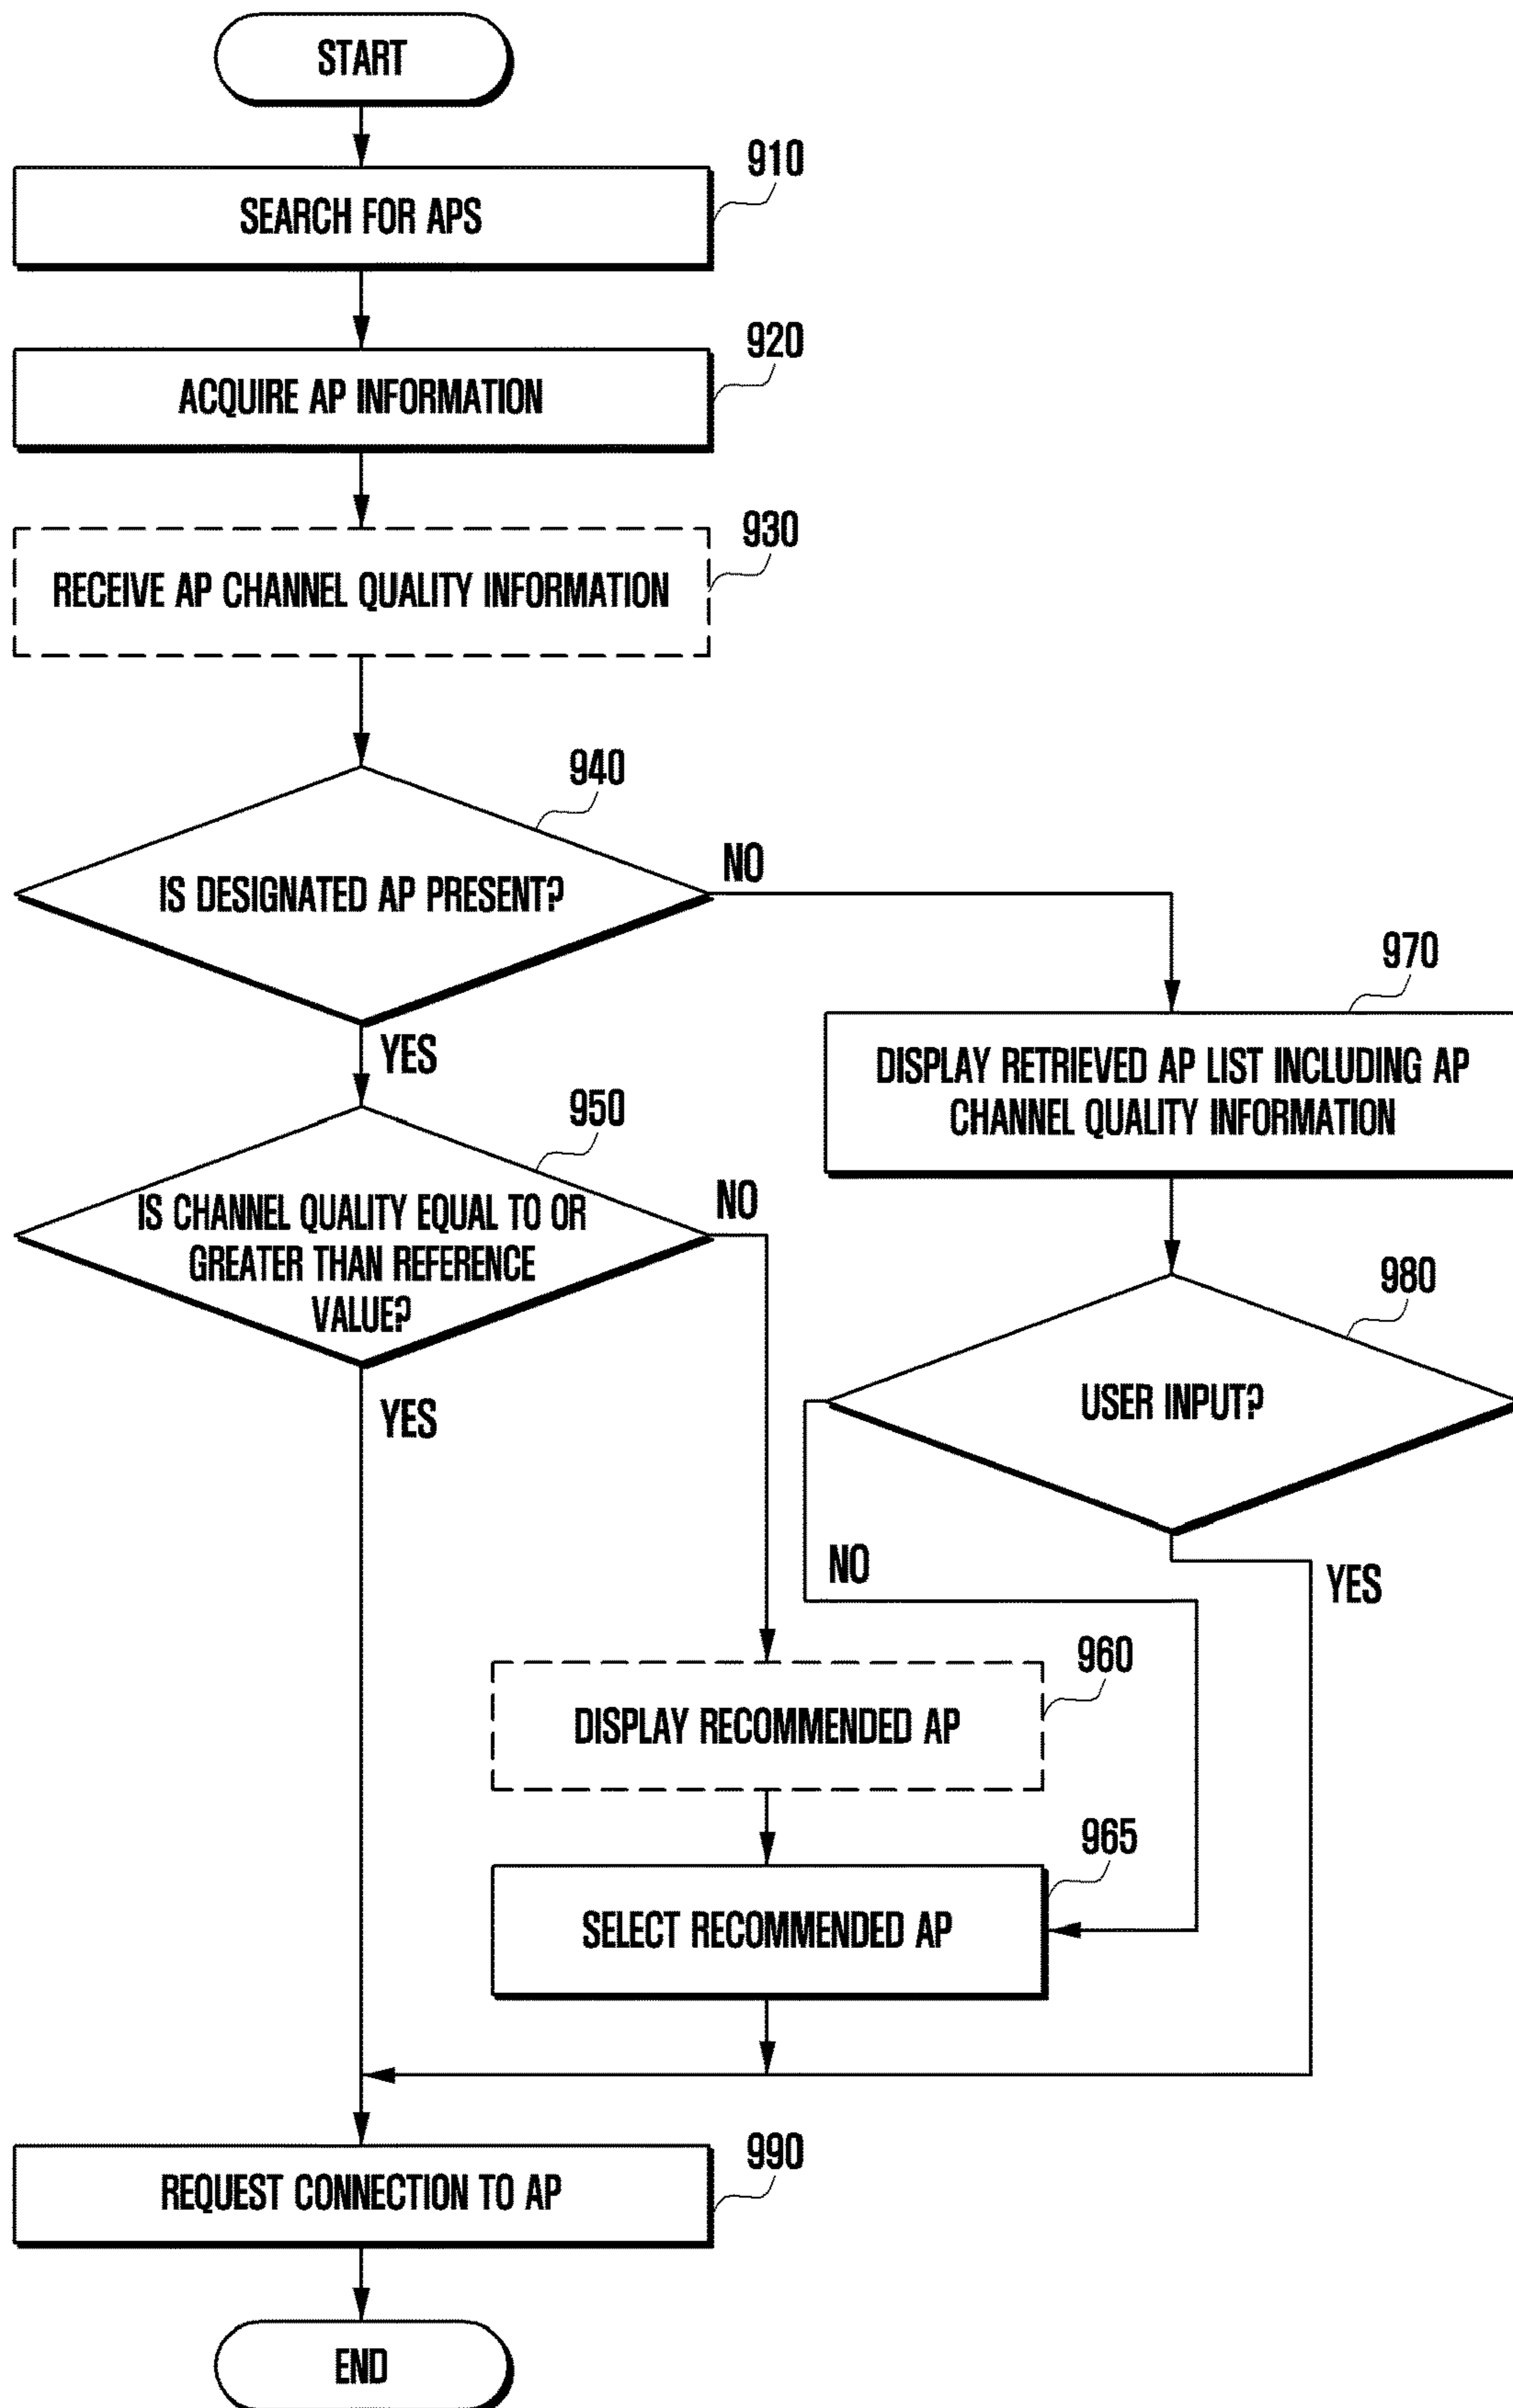 START
910
SEARCH FOR APS
920
ACQUIRE AP INFORMATION
930
RECEIVE AP CHANNEL QUALITY INFORMATION
940
IS DESIGNATED AP PRESENT?
NO
YES
970
DISPLAY RETRIEVED AP LIST INCLUDING AP
CHANNEL QUALITY INFORMATION
950
IS CHANNEL QUALITY EQUAL TO OR
GREATER THAN REFERENCE
VALUE?
NO
YES
980
USER INPUT?
NO
YES
960
DISPLAY RECOMMENDED AP
965
SELECT RECOMMENDED AP
990
REQUEST CONNECTION TO AP
END